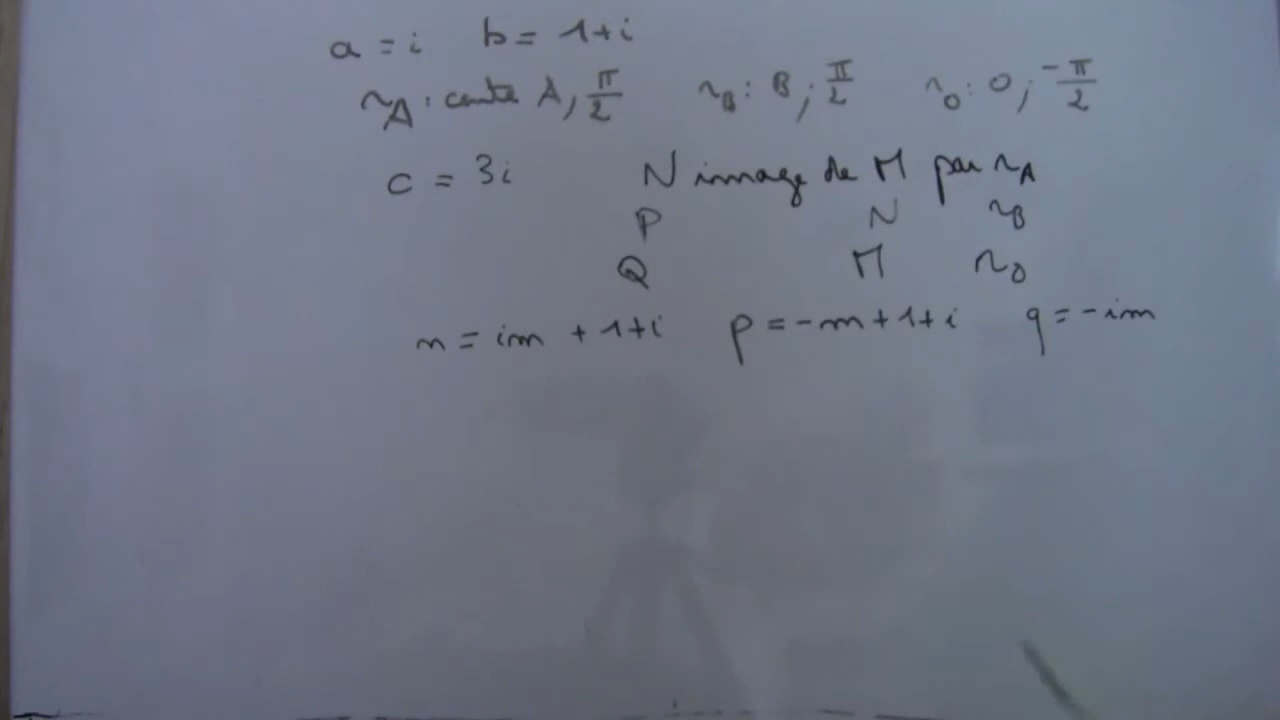 a = i b = 1+i
r_A : centre A, π/2 r_B : B ; π/2 r_O : O ; -π/2
c = 3i N image de M par r_A
P N r_B
Q M r_O
n = im + 1+i p = -m+1+i q = -im